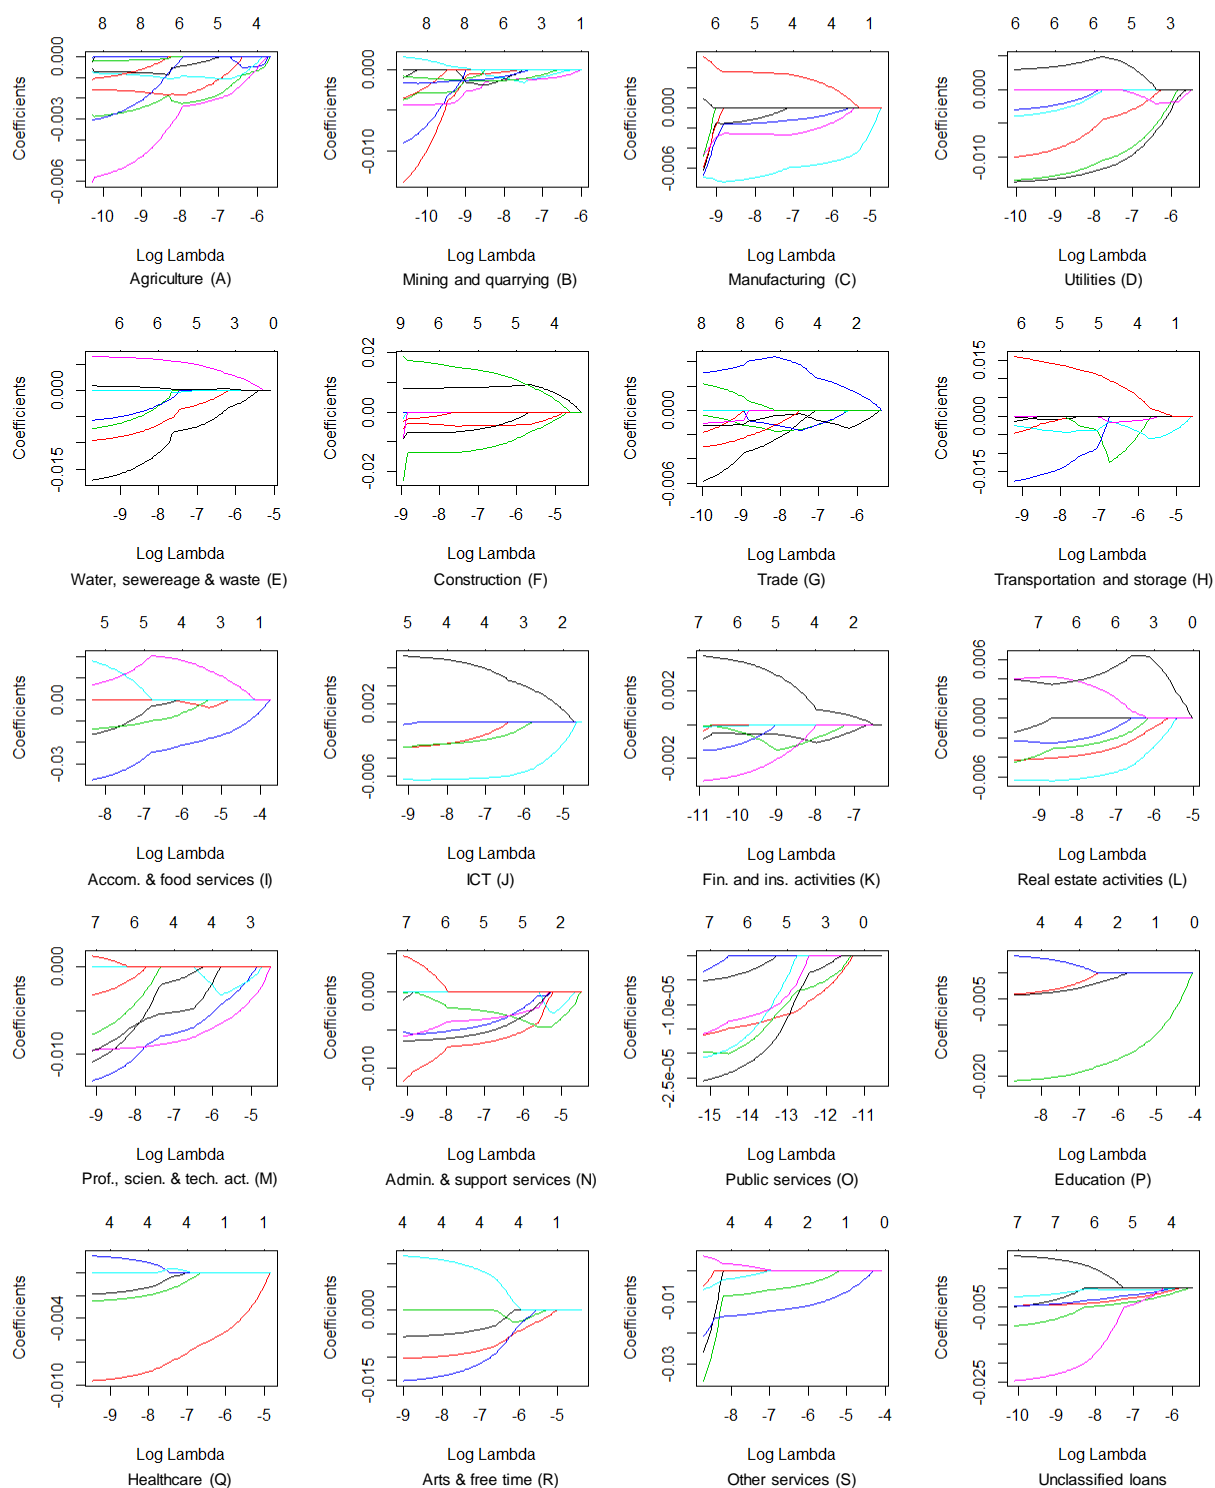 8 8 8 6 4
Coefficients
0.000
-0.003
-0.006
-10 -9 -8 -7 -6
Log Lambda
Agriculture (A)
8 8 6 3 1
Coefficients
0.000
-0.010
-10 -9 -8 -7 -6 -5
Log Lambda
Mining and quarrying (B)
6 6 6 4 1
Coefficients
0.000
-0.006
-9 -8 -7 -6 -5
Log Lambda
Manufacturing (C)
6 6 6 5 3
Coefficients
0.000
-0.010
-10 -9 -8 -7 -6
Log Lambda
Utilities (D)
6 6 5 3 0
Coefficients
0.000
-0.015
-9 -8 -7 -6 -5
Log Lambda
Water, sewereage & waste (E)
9 6 5 5 4
Coefficients
0.02
0.00
-0.02
-9 -8 -7 -6 -5
Log Lambda
Construction (F)
8 8 6 6 2
Coefficients
0.000
-0.006
-10 -9 -8 -7 -6
Log Lambda
Trade (G)
6 5 5 4 1
Coefficients
0.015
0.000
-0.015
-9 -8 -7 -6 -5
Log Lambda
Transportation and storage (H)
5 5 4 3 1
Coefficients
0.00
-0.03
-8 -7 -6 -5 -4
Log Lambda
Accom. & food services (I)
5 4 4 3 2
Coefficients
0.002
-0.006
-9 -8 -7 -6 -5
Log Lambda
ICT (J)
7 6 5 4 2
Coefficients
0.002
-0.002
-11 -10 -9 -8 -7
Log Lambda
Fin. and ins. activities (K)
7 6 6 3 0
Coefficients
0.006
0.000
-0.006
-9 -8 -7 -6 -5
Log Lambda
Real estate activities (L)
7 6 4 4 3
Coefficients
0.000
-0.010
-9 -8 -7 -6 -5
Log Lambda
Prof., scien. & tech. act. (M)
7 6 5 5 2
Coefficients
0.000
-0.010
-9 -8 -7 -6 -5
Log Lambda
Admin. & support services (N)
7 6 5 3 0
Coefficients
-1.0e-05
-2.5e-05
-15 -14 -13 -12 -11
Log Lambda
Public services (O)
4 4 2 1 0
Coefficients
-0.005
-0.020
-8 -7 -6 -5 -4
Log Lambda
Education (P)
4 4 4 1 1
Coefficients
-0.004
-0.010
-9 -8 -7 -6 -5
Log Lambda
Healthcare (Q)
4 4 4 4 1
Coefficients
0.000
-0.015
-9 -8 -7 -6 -5
Log Lambda
Arts & free time (R)
4 4 2 1 0
Coefficients
-0.01
-0.03
-8 -7 -6 -5 -4
Log Lambda
Other services (S)
7 7 6 5 4
Coefficients
-0.005
-0.025
-10 -9 -8 -7 -6
Log Lambda
Unclassified loans